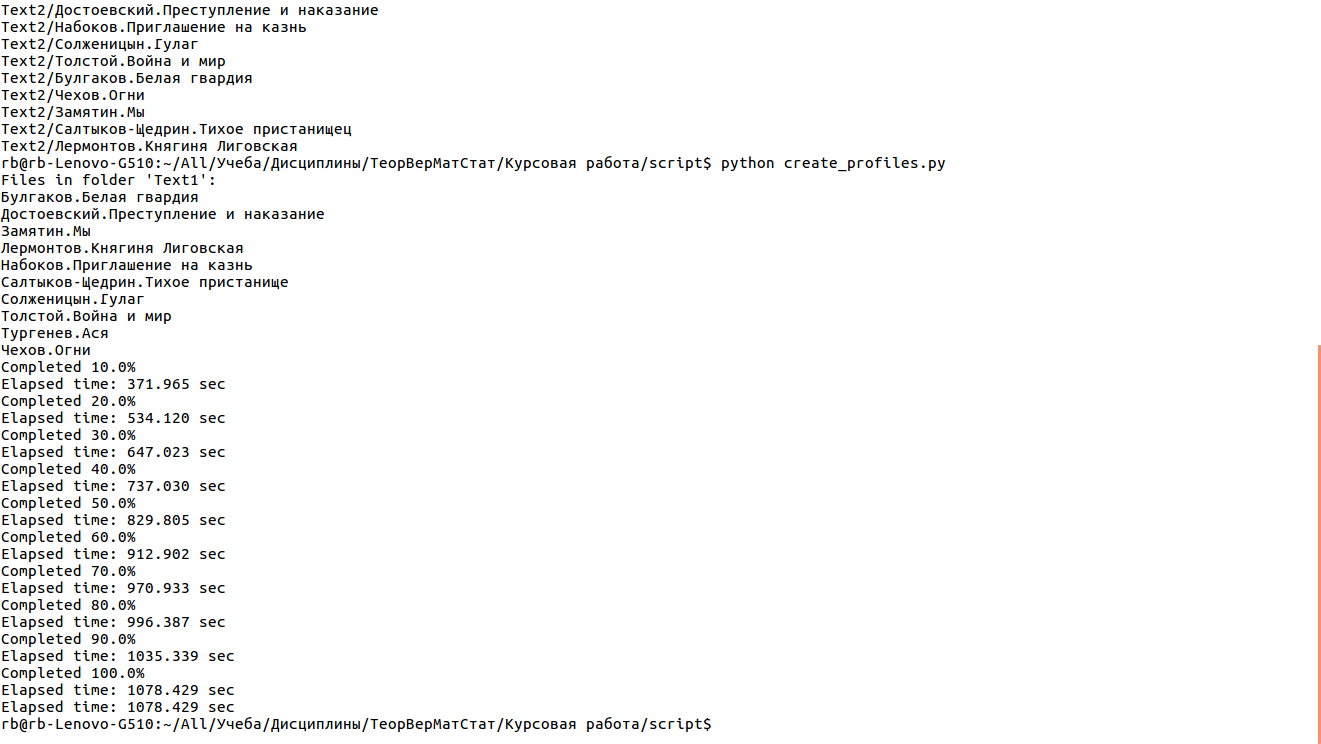 Text2/Достоевский.Преступление и наказание
Text2/Набоков.Приглашение на казнь
Text2/Солженицын.Гулаг
Text2/Толстой.Война и мир
Text2/Булгаков.Белая гвардия
Text2/Чехов.Огни
Text2/Замятин.Мы
Text2/Салтыков-Щедрин.Тихое пристанищец
Text2/Лермонтов.Княгиня Лиговская
rb@rb-Lenovo-G510:~/All/Учеба/Дисциплины/ТеорВерМатСтат/Курсовая работа/script$ python create_profiles.py
Files in folder 'Text1':
Булгаков.Белая гвардия
Достоевский.Преступление и наказание
Замятин.Мы
Лермонтов.Княгиня Лиговская
Набоков.Приглашение на казнь
Салтыков-Щедрин.Тихое пристанище
Солженицын.Гулаг
Толстой.Война и мир
Тургенев.Ася
Чехов.Огни
Completed 10.0%
Elapsed time: 371.965 sec
Completed 20.0%
Elapsed time: 534.120 sec
Completed 30.0%
Elapsed time: 647.023 sec
Completed 40.0%
Elapsed time: 737.030 sec
Completed 50.0%
Elapsed time: 829.805 sec
Completed 60.0%
Elapsed time: 912.902 sec
Completed 70.0%
Elapsed time: 970.933 sec
Completed 80.0%
Elapsed time: 996.387 sec
Completed 90.0%
Elapsed time: 1035.339 sec
Completed 100.0%
Elapsed time: 1078.429 sec
Elapsed time: 1078.429 sec
rb@rb-Lenovo-G510:~/All/Учеба/Дисциплины/ТеорВерМатСтат/Курсовая работа/script$